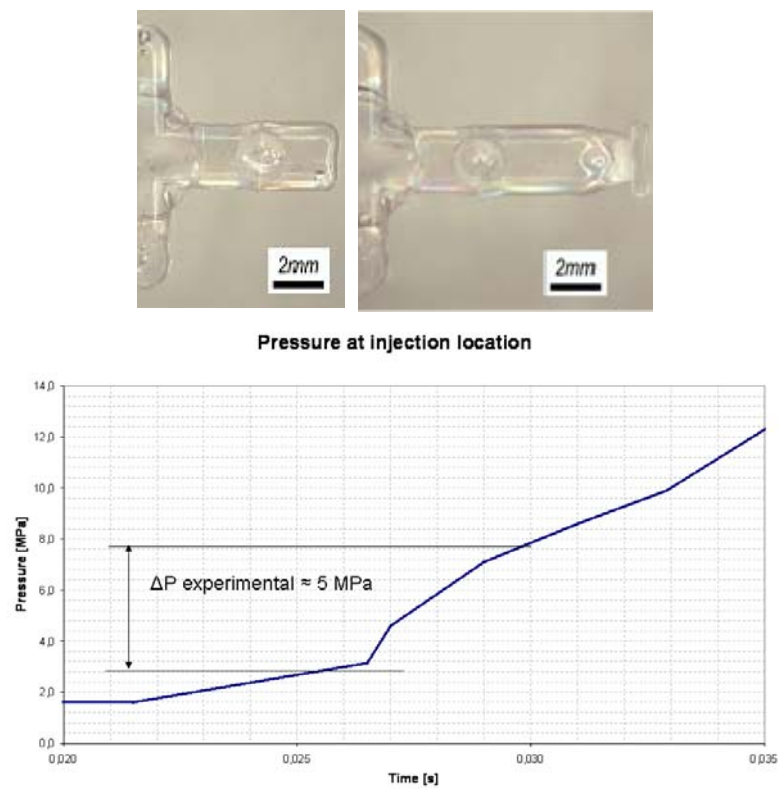 2mm
2mm
Pressure at injection location
14,0
12,0
10,0
8,0
6,0
4,0
2,0
0,0
Pressure [MPa]
ΔP experimental ≈ 5 MPa
0,020
0,025
0,030
0,035
Time [s]